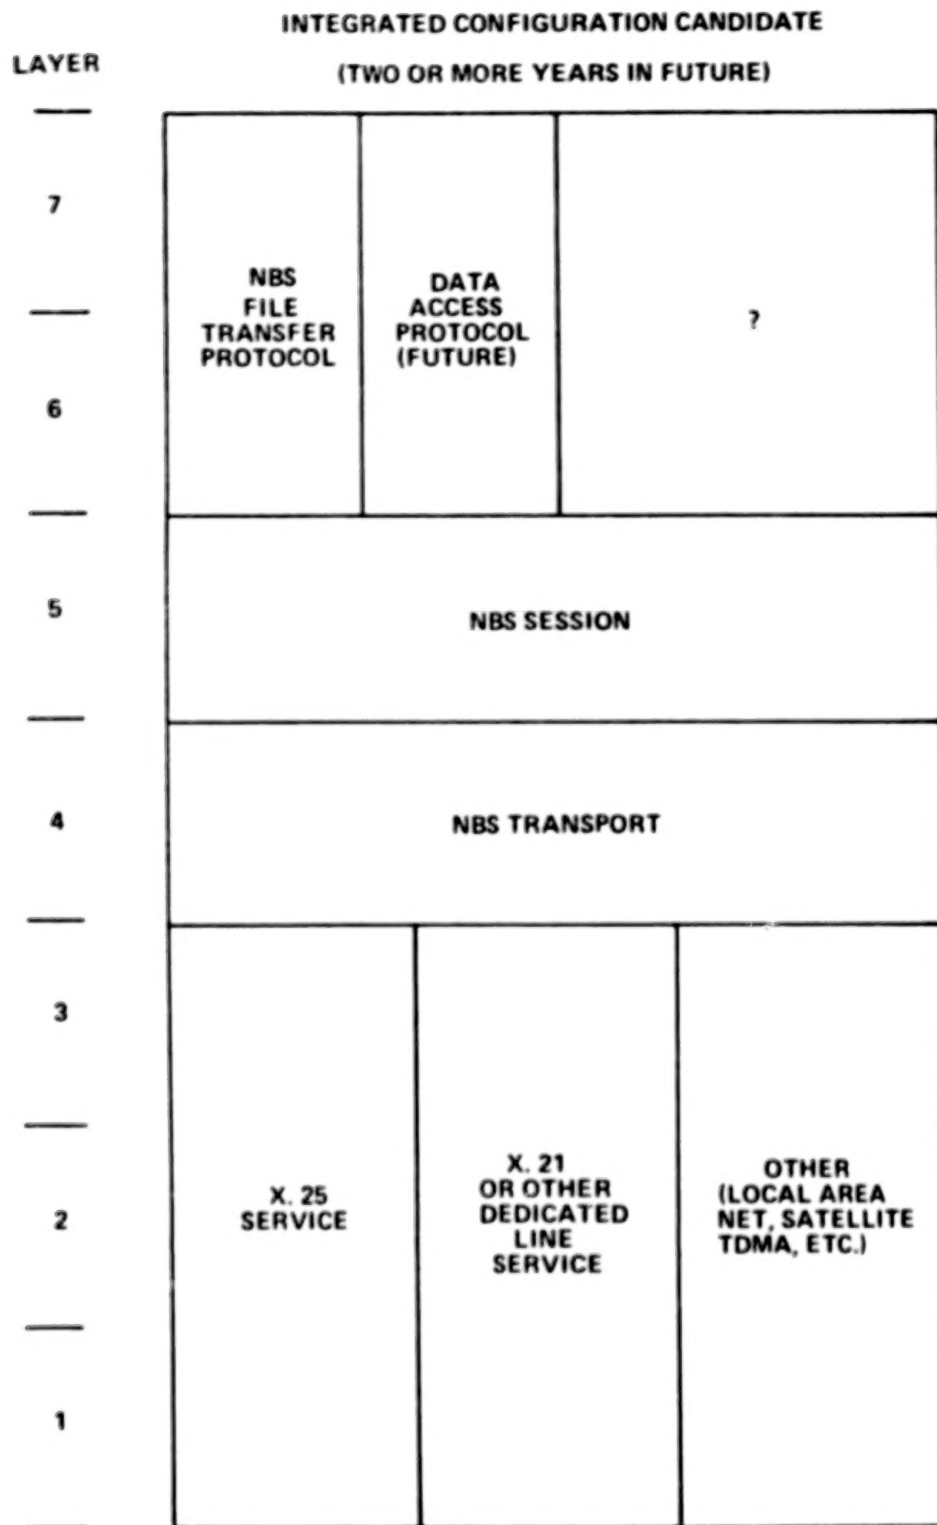 INTEGRATED CONFIGURATION CANDIDATE
(TWO OR MORE YEARS IN FUTURE)
LAYER
7
NBS
FILE
TRANSFER
PROTOCOL
DATA
ACCESS
PROTOCOL
(FUTURE)
?
6
5
NBS SESSION
4
NBS TRANSPORT
3
2
X. 25
SERVICE
X. 21
OR OTHER
DEDICATED
LINE
SERVICE
OTHER
(LOCAL AREA
NET, SATELLITE
TDMA, ETC.)
1